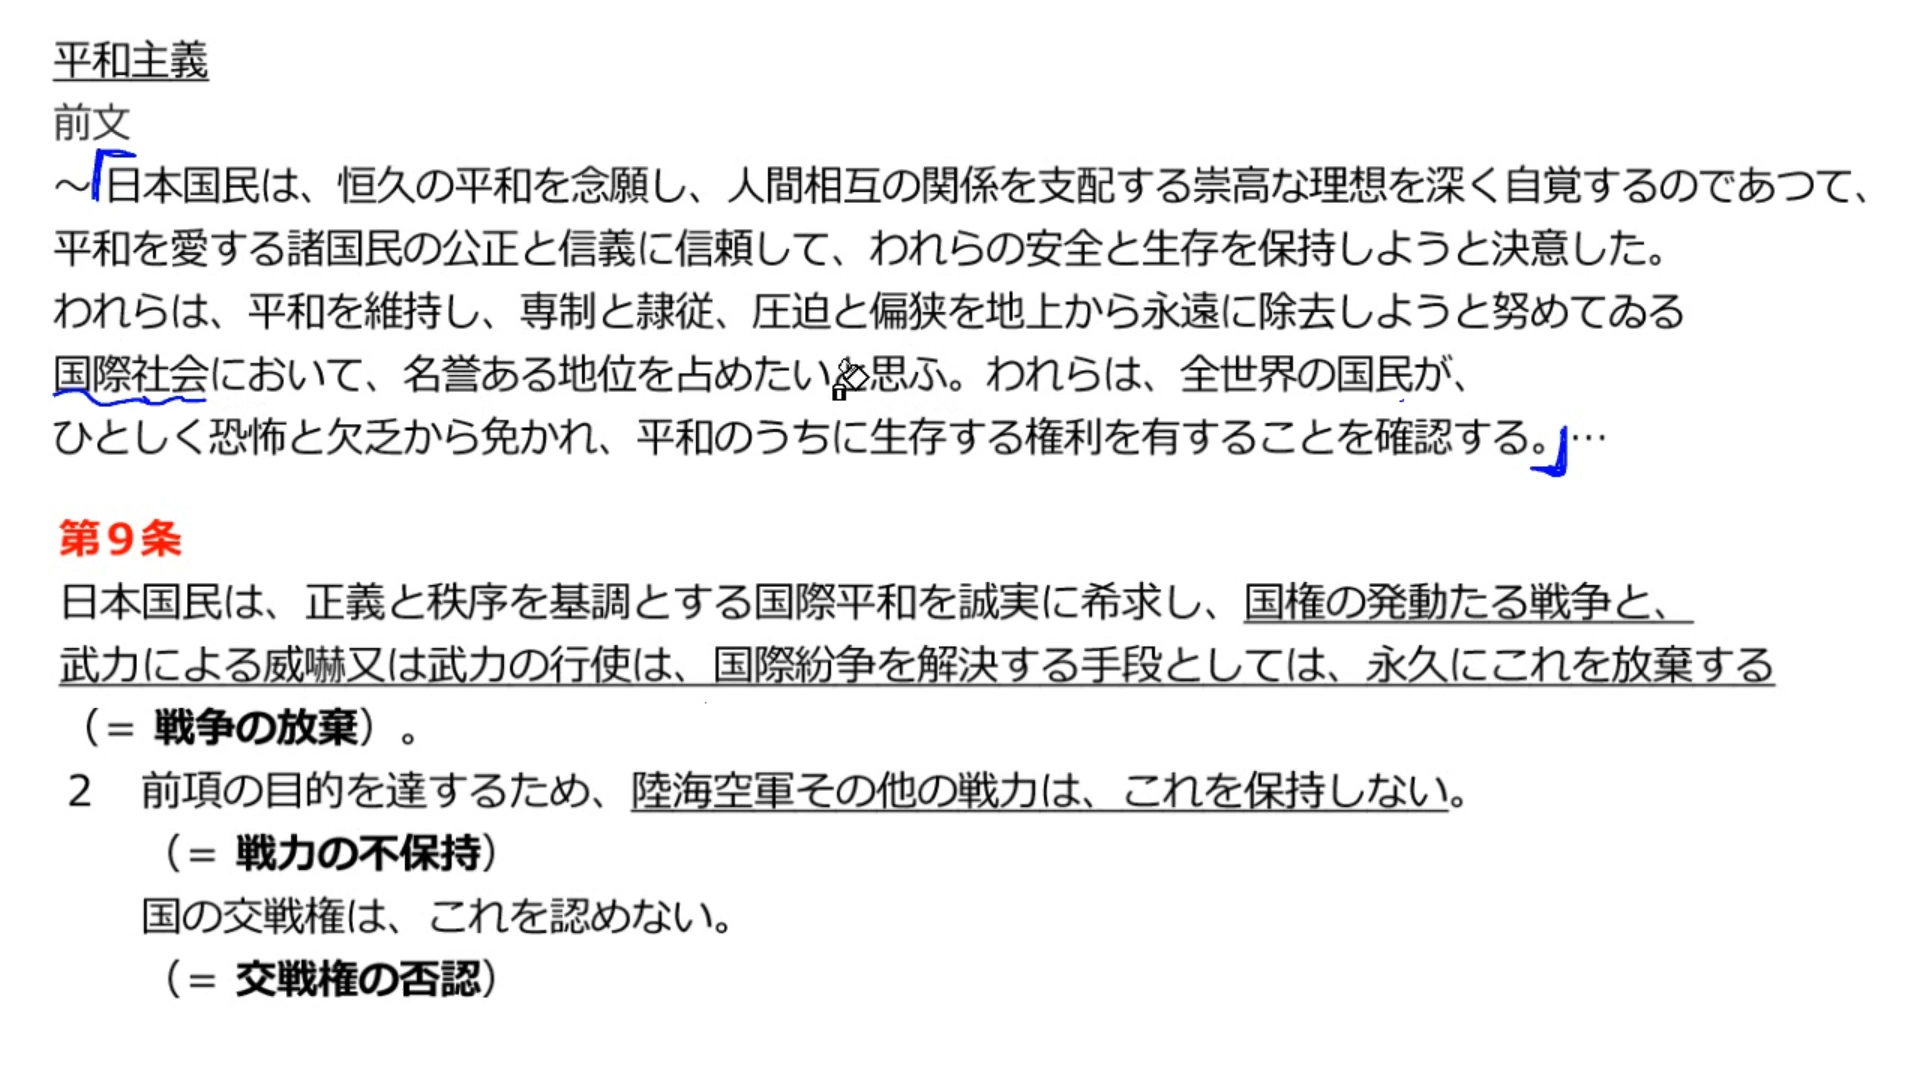 平和主義
前文
～「日本国民は、恒久の平和を念願し、人間相互の関係を支配する崇高な理想を深く自覚するのであつて、
平和を愛する諸国民の公正と信義に信頼して、われらの安全と生存を保持しようと決意した。
われらは、平和を維持し、専制と隷従、圧迫と偏狭を地上から永遠に除去しようと努めてゐる
国際社会において、名誉ある地位を占めたい思ふ。われらは、全世界の国民が、
ひとしく恐怖と欠乏から免かれ、平和のうちに生存する権利を有することを確認する。」…
第９条
日本国民は、正義と秩序を基調とする国際平和を誠実に希求し、国権の発動たる戦争と、
武力による威嚇又は武力の行使は、国際紛争を解決する手段としては、永久にこれを放棄する
（= 戦争の放棄）。
2　前項の目的を達するため、陸海空軍その他の戦力は、これを保持しない。
（= 戦力の不保持）
国の交戦権は、これを認めない。
（= 交戦権の否認）